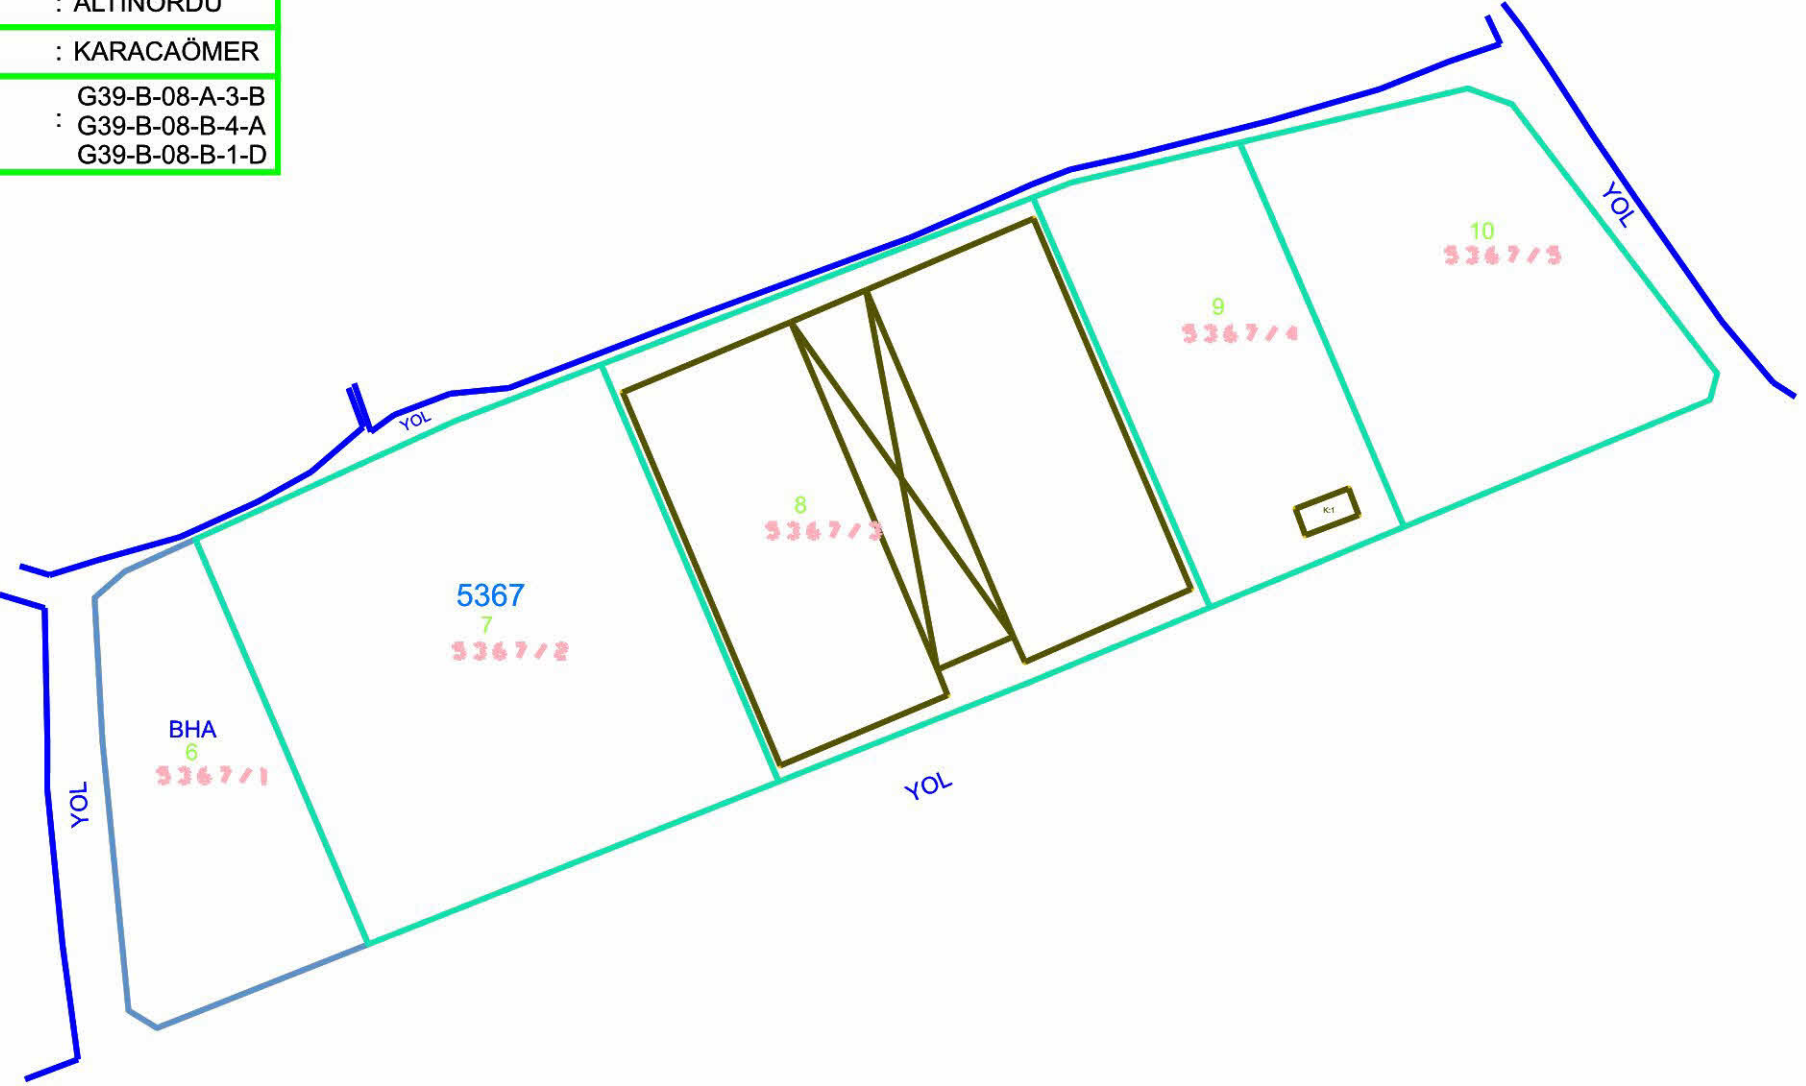 : ALTINORDU
: KARACAÖMER
: G39-B-08-A-3-B
G39-B-08-B-4-A
G39-B-08-B-1-D
YOL
10
5367/5
9
5367/4
YOL
8
5367/3
K:1
5367
7
5367/2
BHA
6
5367/1
YOL
YOL